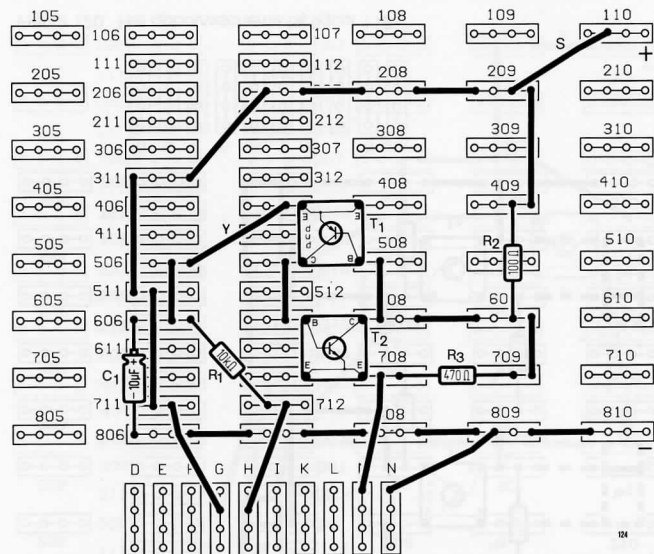 105 108 109 110
106 107
S
+
111 112
205 206 208 209 210
211 212
305 306 307 308 309 310
311 312
405 406 408 409 410
Y
E E
pnp
T1
411
C B
R2
100Ω
505 506 508 510
511 512
605 606 08 60 610
B C
T2
611
E E
C1
10µF
- +
R1
10kΩ
705 708 R3 709 710
470Ω
711 712
805 806 08 809 810
-
D E F G H I K L M N
124